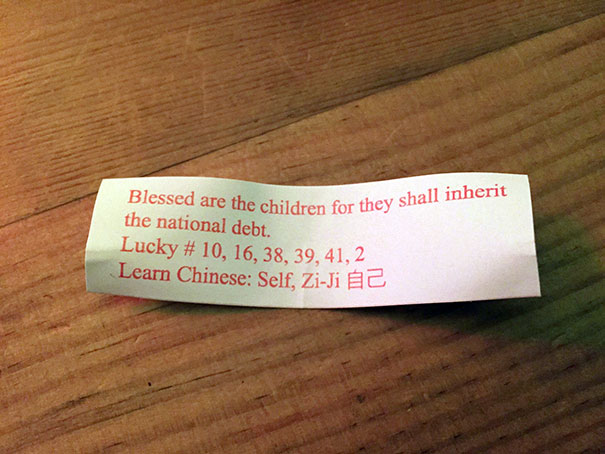 Blessed are the children for they shall inherit
the national debt.
Lucky # 10, 16, 38, 39, 41, 2
Learn Chinese: Self, Zi-Ji 自己